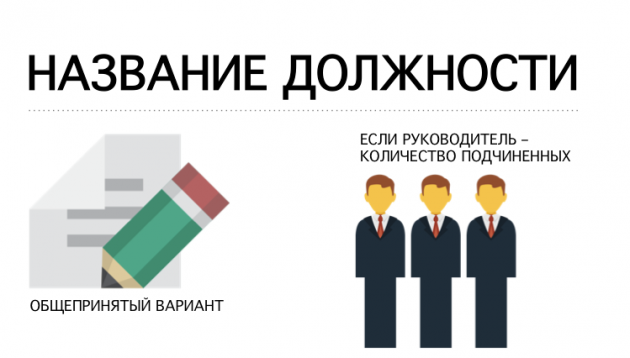 НАЗВАНИЕ ДОЛЖНОСТИ
ЕСЛИ РУКОВОДИТЕЛЬ –
КОЛИЧЕСТВО ПОДЧИНЕННЫХ
ОБЩЕПРИНЯТЫЙ ВАРИАНТ